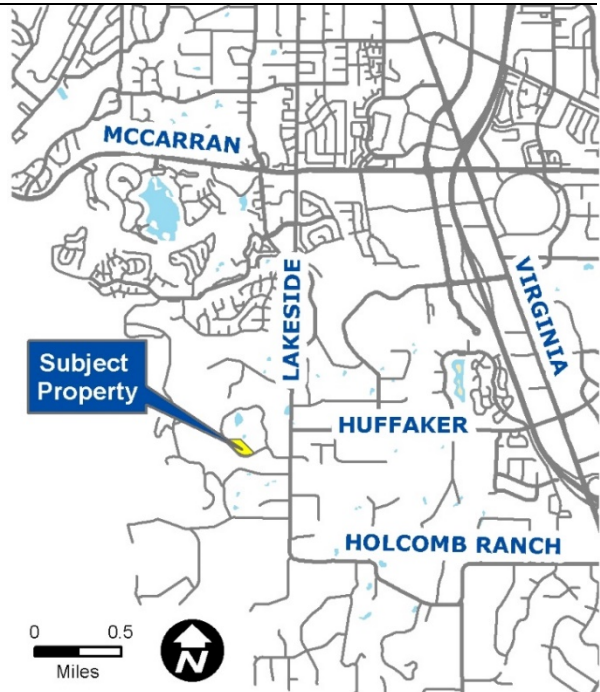 MCCARRAN
LAKESIDE
VIRGINIA
Subject
Property
HUFFAKER
HOLCOMB RANCH
0 0.5
Miles
N